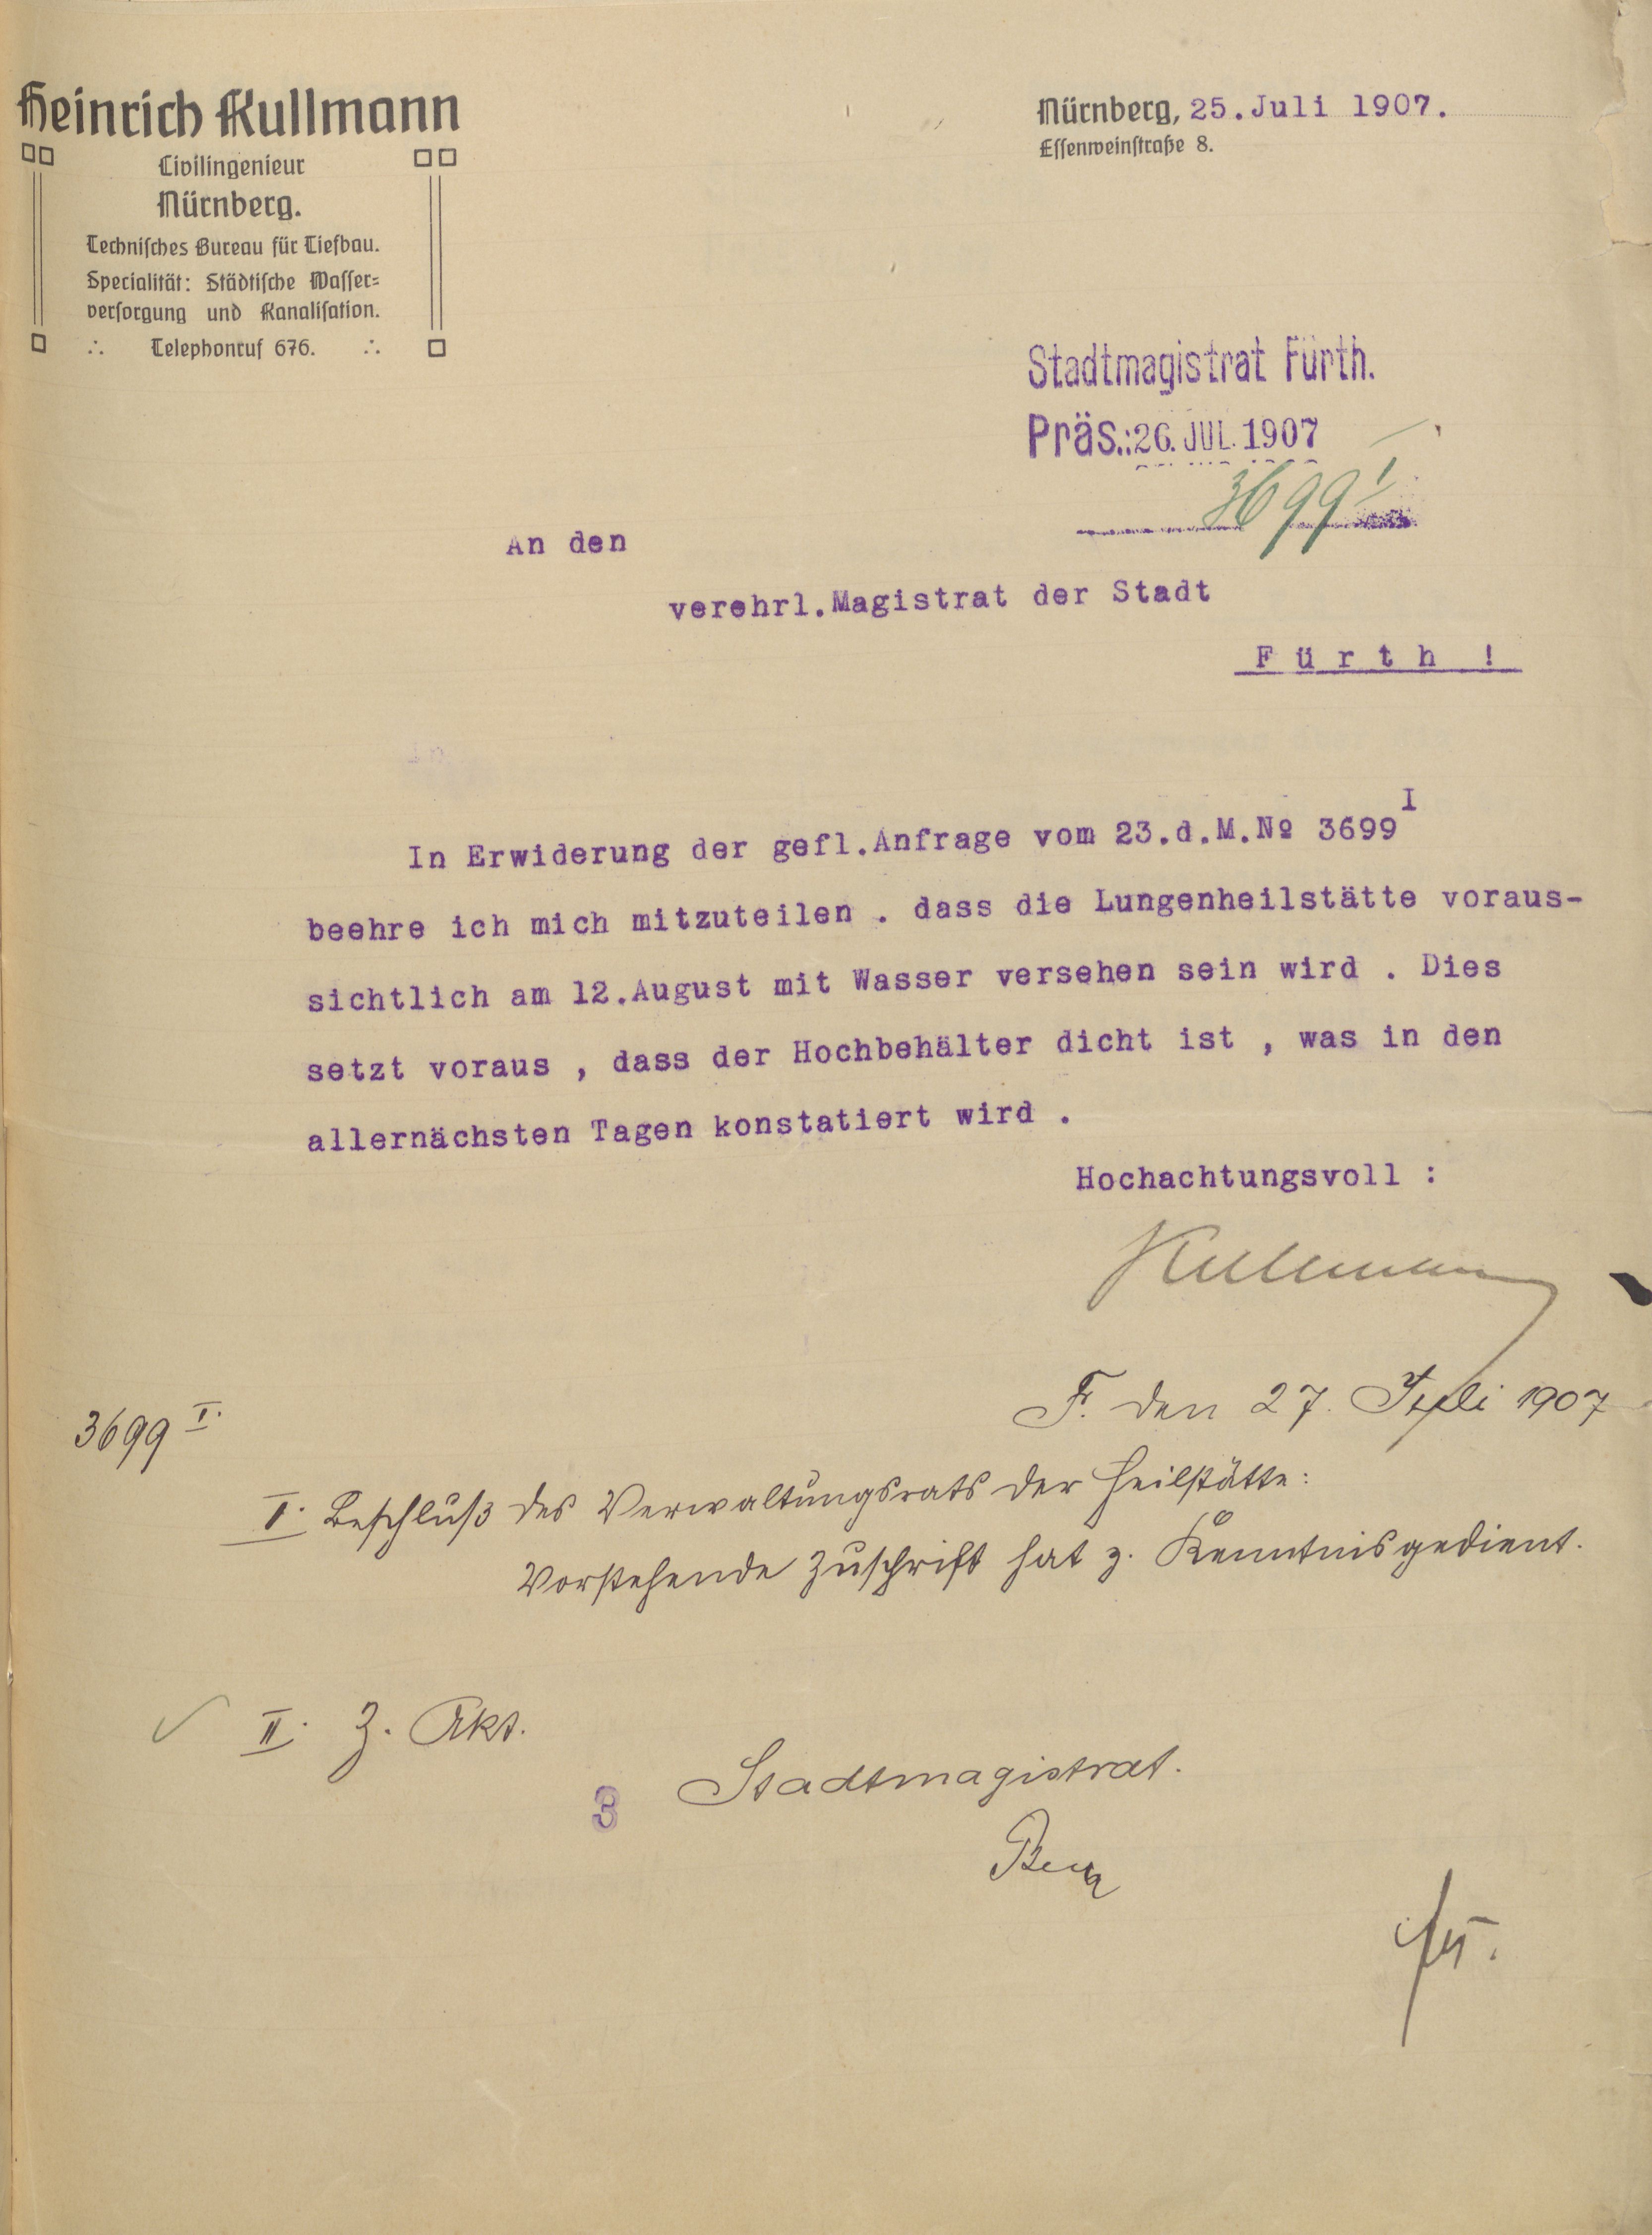 Heinrich Kullmann
Civilingenieur
Nürnberg.
Technisches Bureau für Tiefbau.
Specialität: Städtische Wasser-
versorgung und Kanalisation.
Telephonruf 676.
Nürnberg, 25.Juli 1907.
Essenweinstraße 8.
Stadtmagistrat Fürth.
Präs.: 26. JUL. 1907
3699 I
An den
verehrl.Magistrat der Stadt
Fürth !
In Erwiderung der gefl.Anfrage vom 23.d.M.№ 3699 I
beehre ich mich mitzuteilen . dass die Lungenheilstätte voraus-
sichtlich am 12.August mit Wasser versehen sein wird . Dies
setzt voraus , dass der Hochbehälter dicht ist , was in den
allernächsten Tagen konstatiert wird .
Hochachtungsvoll :
Kullmann
F. den 27. Juli 1907
3699 I.
I. Beschluß des Verwaltungsrats der Heilstätte:
Vorstehende Zuschrift hat z. Kenntnis gedient.
II. Z. Akt.
3
Stadtmagistrat.